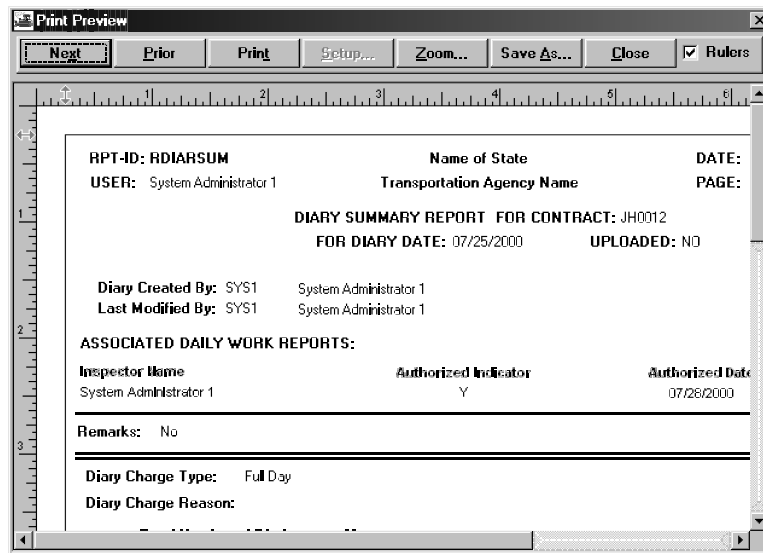 Print Preview
Next Prior Print Setup... Zoom... Save As... Close Rulers
1 2 3 4 5 6
RPT-ID: RDIARSUM Name of State DATE:
USER: System Administrator 1 Transportation Agency Name PAGE:
1
DIARY SUMMARY REPORT FOR CONTRACT: JH0012
FOR DIARY DATE: 07/25/2000 UPLOADED: NO
Diary Created By: SYS1 System Administrator 1
Last Modified By: SYS1 System Administrator 1
2
ASSOCIATED DAILY WORK REPORTS:
Inspector Name Authorized Indicator Authorized Date
System Administrator 1 Y 07/28/2000
Remarks: No
3
Diary Charge Type: Full Day
Diary Charge Reason: